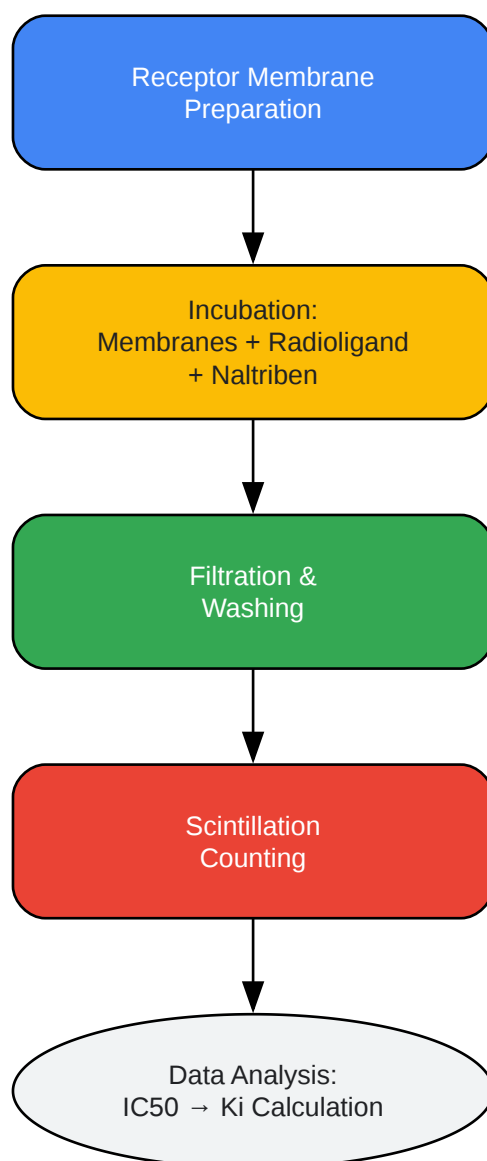 Receptor Membrane
Preparation
Incubation:
Membranes + Radioligand
+ Naltriben
Filtration &
Washing
Scintillation
Counting
Data Analysis:
IC50 → Ki Calculation